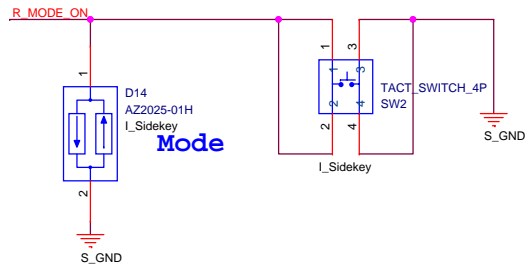 R_MODE_ON
1
D14
AZ2025-01H
I_Sidekey
Mode
2
S_GND
1
3
1
3
TACT_SWITCH_4P
SW2
2
4
2
4
I_Sidekey
S_GND